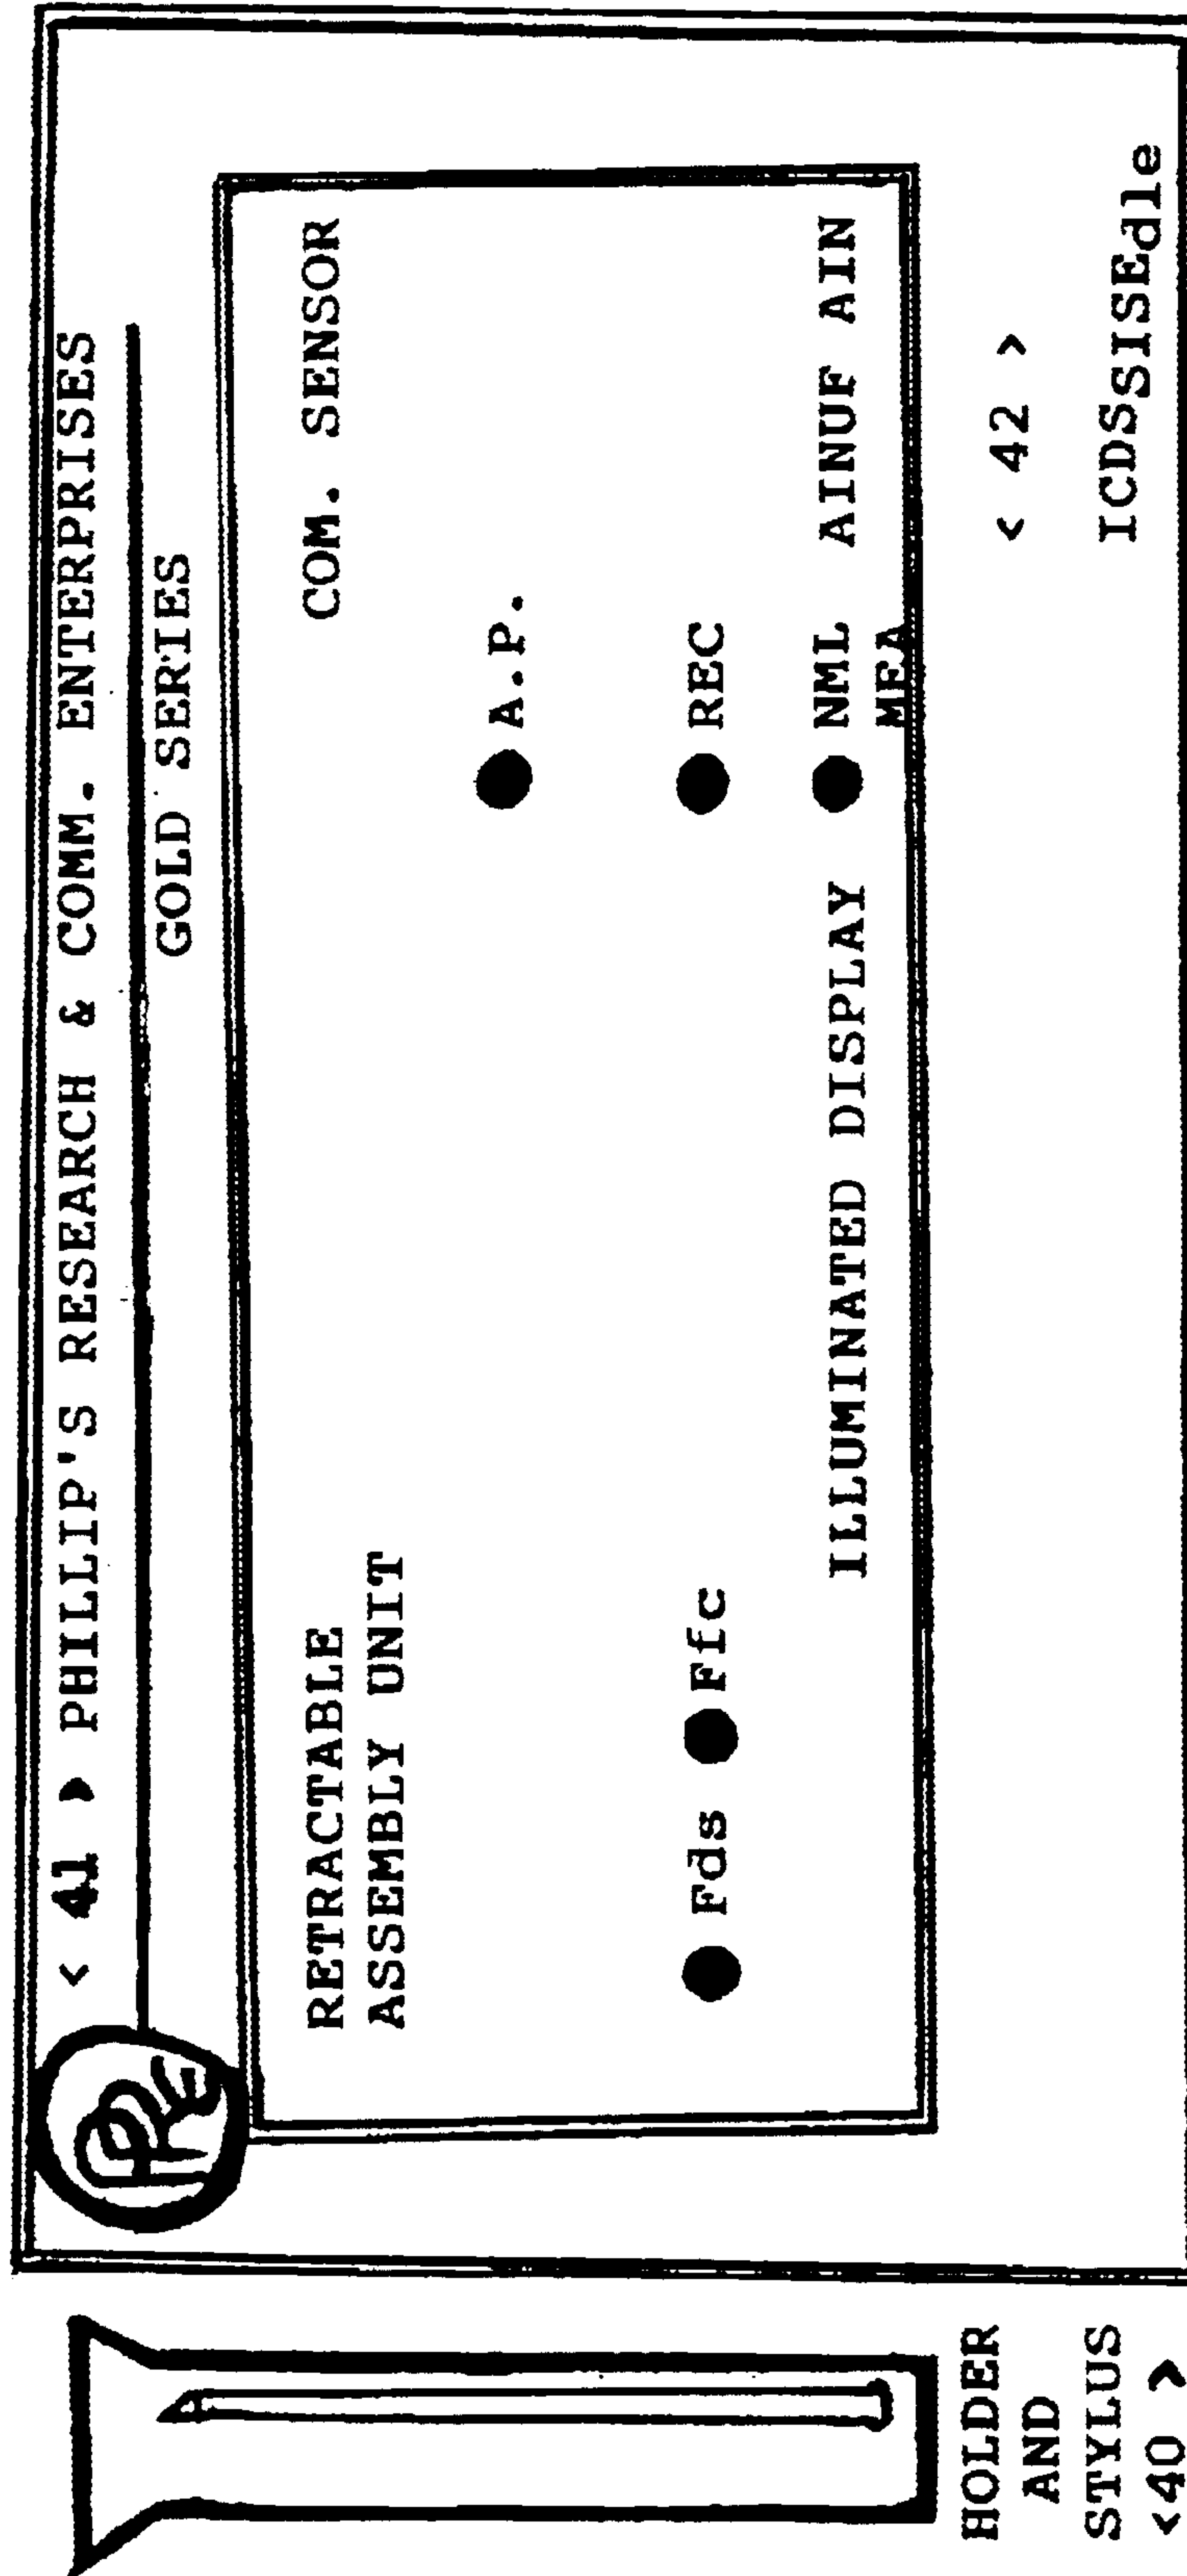 < 41 > PHILLIP'S RESEARCH & COMM. ENTERPRISES
GOLD SERIES
RETRACTABLE
ASSEMBLY UNIT
COM. SENSOR
A.P.
Fds Ffc
REC
ILLUMINATED DISPLAY
NML AINUF AIN
MEA
< 42 >
ICDSSISEdle
HOLDER
AND
STYLUS
<40 >